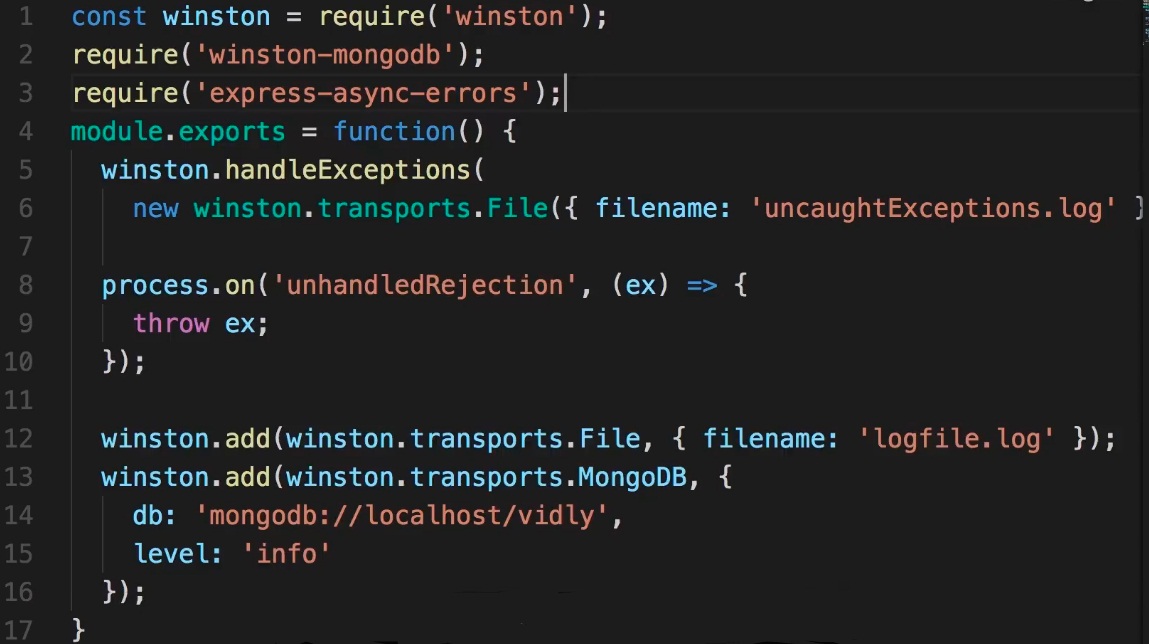 1 const winston = require('winston');
2 require('winston-mongodb');
3 require('express-async-errors');
4 module.exports = function() {
5   winston.handleExceptions(
6     new winston.transports.File({ filename: 'uncaughtExceptions.log' }
7
8   process.on('unhandledRejection', (ex) => {
9     throw ex;
10   });
11
12   winston.add(winston.transports.File, { filename: 'logfile.log' });
13   winston.add(winston.transports.MongoDB, {
14     db: 'mongodb://localhost/vidly',
15     level: 'info'
16   });
17 }